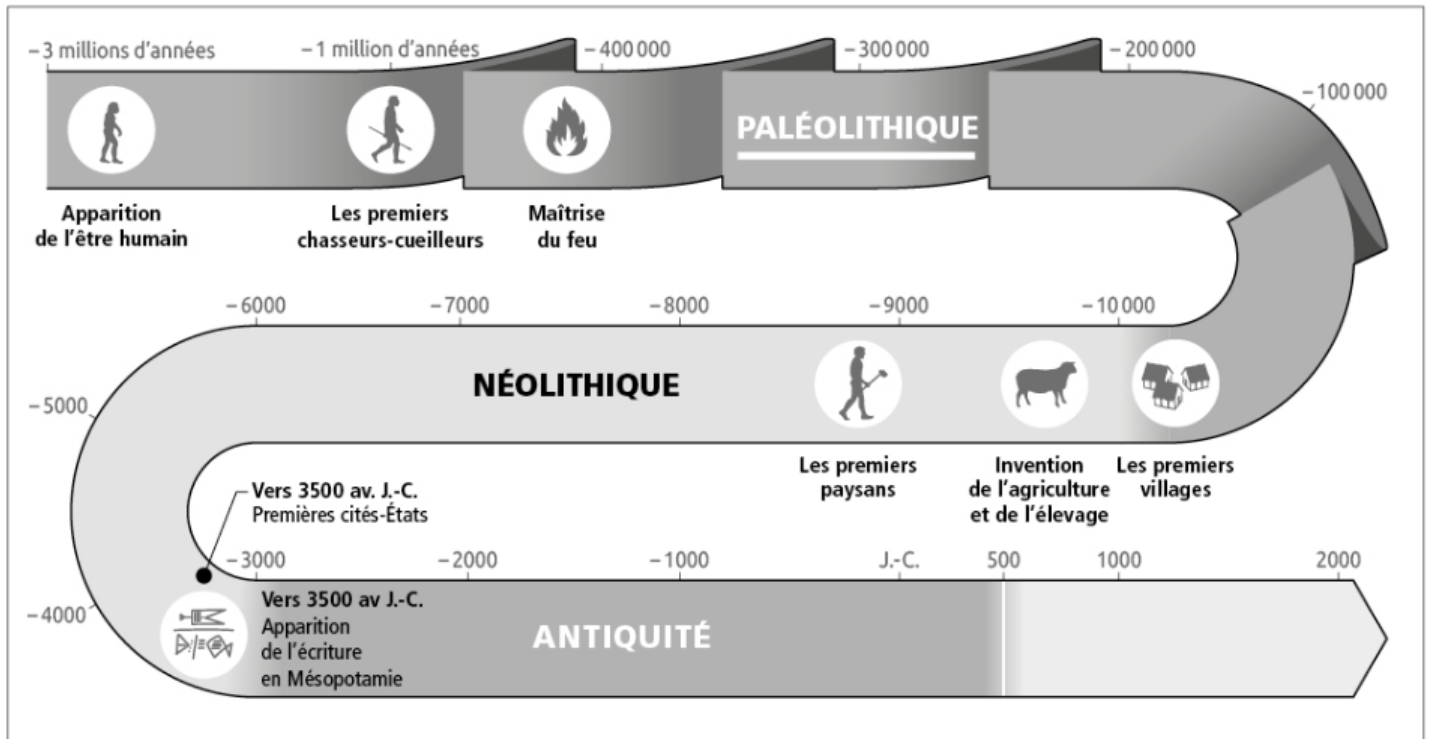 –3 millions d’années
–1 million d’années
–400 000
–300 000
–200 000
–100 000
PALÉOLITHIQUE
Apparition
de l’être humain
Les premiers
chasseurs-cueilleurs
Maîtrise
du feu
–6000
–7000
–8000
–9000
–10 000
NÉOLITHIQUE
–5000
Les premiers
paysans
Invention
de l’agriculture
et de l’élevage
Les premiers
villages
Vers 3500 av. J.-C.
Premières cités-États
–3000
–2000
–1000
J.-C.
500
1000
2000
–4000
Vers 3500 av J.-C.
Apparition
de l’écriture
en Mésopotamie
ANTIQUITÉ